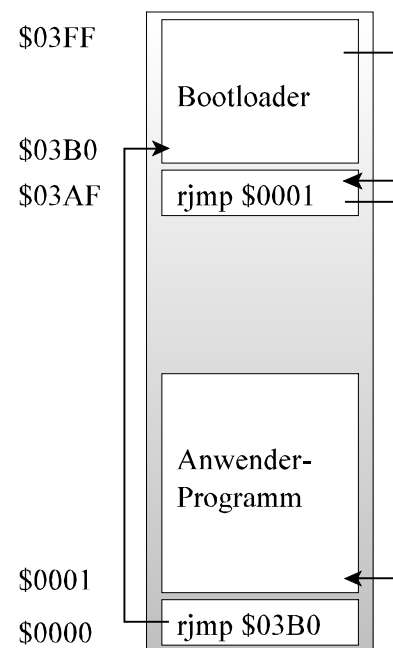 $03FF
Bootloader
$03B0
$03AF
rjmp $0001
Anwender-
Programm
$0001
$0000
rjmp $03B0